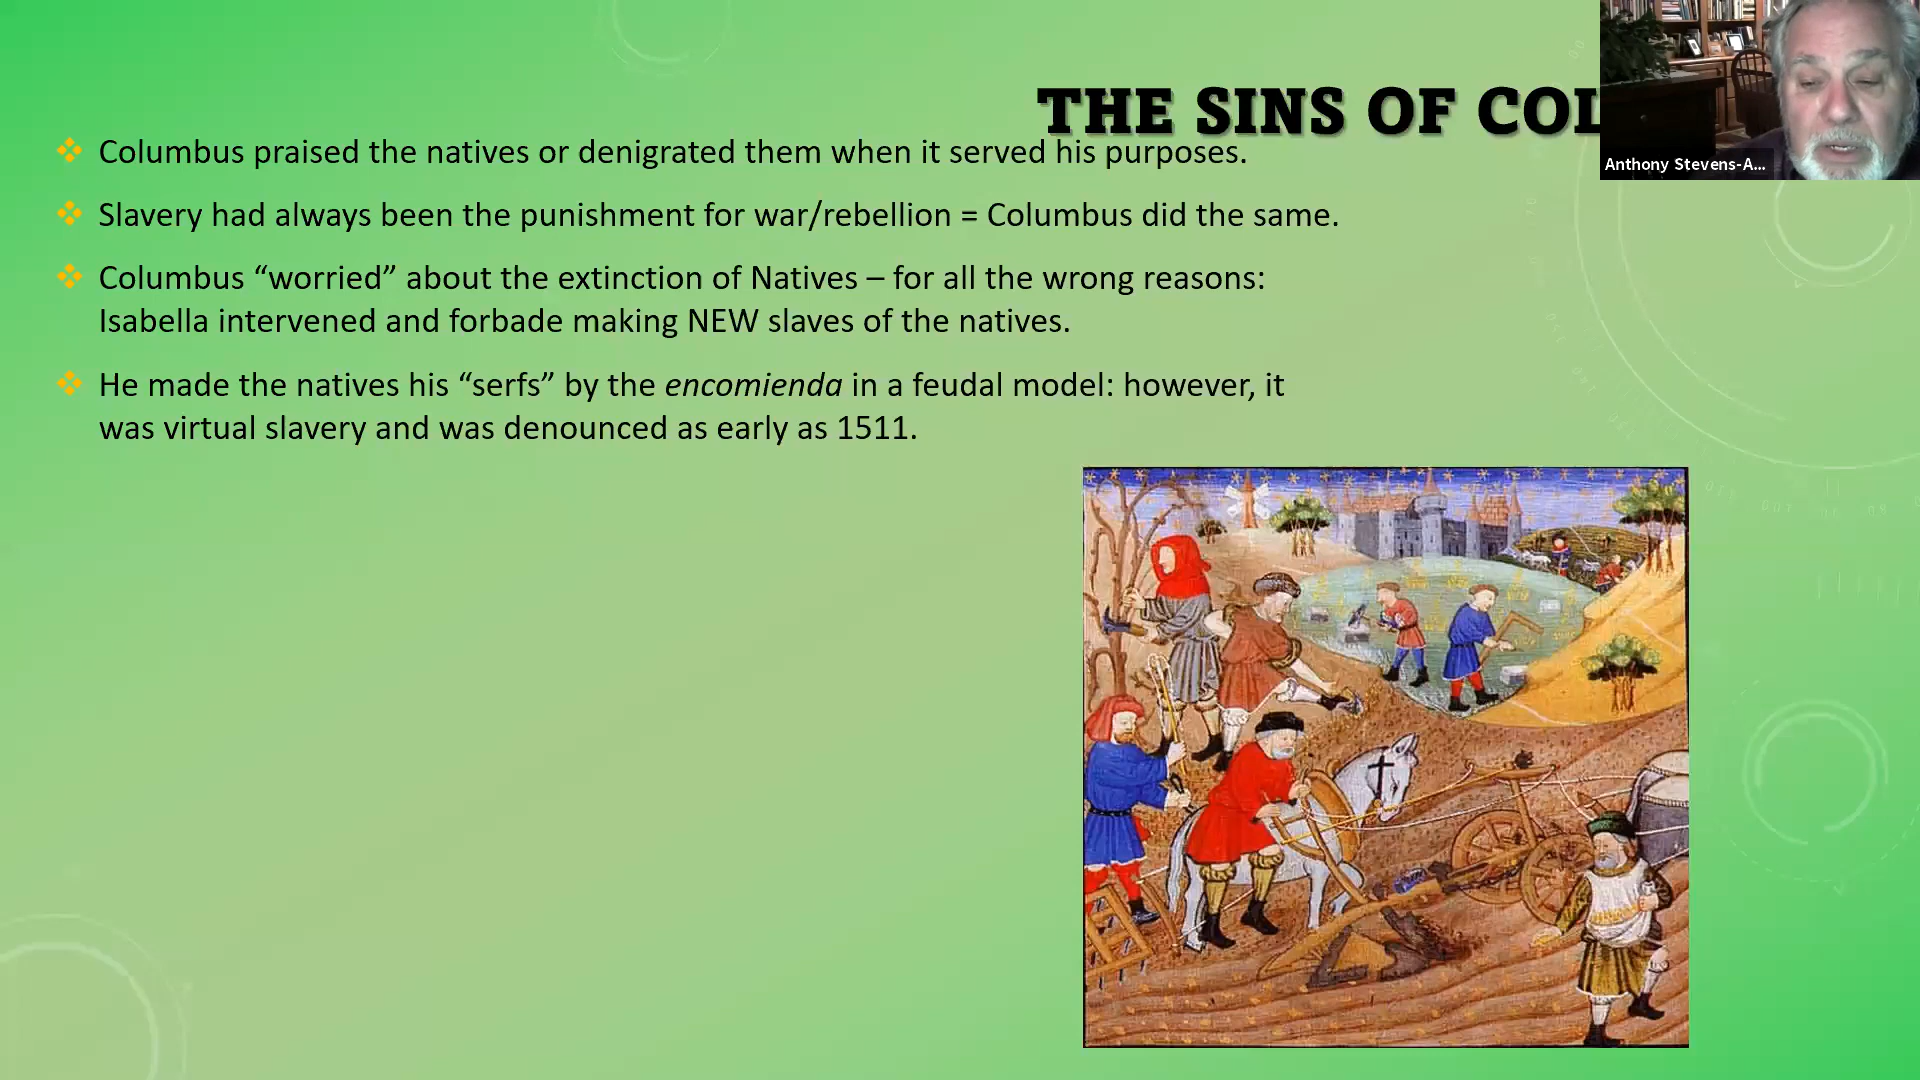 THE SINS OF COL
Anthony Stevens-A...
❖ Columbus praised the natives or denigrated them when it served his purposes.
❖ Slavery had always been the punishment for war/rebellion = Columbus did the same.
❖ Columbus “worried” about the extinction of Natives – for all the wrong reasons:
Isabella intervened and forbade making NEW slaves of the natives.
❖ He made the natives his “serfs” by the encomienda in a feudal model: however, it
was virtual slavery and was denounced as early as 1511.